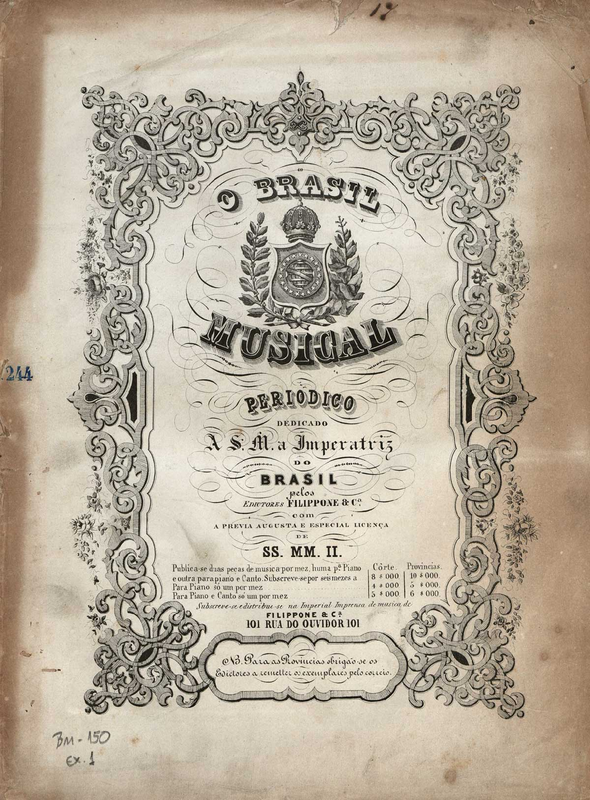 17
O BRASIL
MUSICAL
PERIODICO
DEDICADO
A S. M. a Imperatriz
DO
BRASIL
pelos
EDICTORES FILIPPONE & Cª
com
A PREVIA AUGUSTA E ESPECIAL LICENÇA
DE
SS. MM. II.
Publica-se duas peças de musica por mez, huma pª Piano Côrte. Provincias.
e outra para piano e Canto. Subscreve-se por seis mezes a 8 $ 000 10 $ 000.
Para Piano só um por mez 4 $ 000 5 $ 000
Para Piano e Canto só um por mez 5 $ 000 6 $ 000
Subscreve-se e distribue-se na Imperial Imprensa de musica de
FILIPPONE & Cª
101 RUA DO OUVIDOR 101
NB. Para as Provincias obrigão-se os
Edictores a remetter os exemplares pelo correio.
244
BM-150
Ex. 1